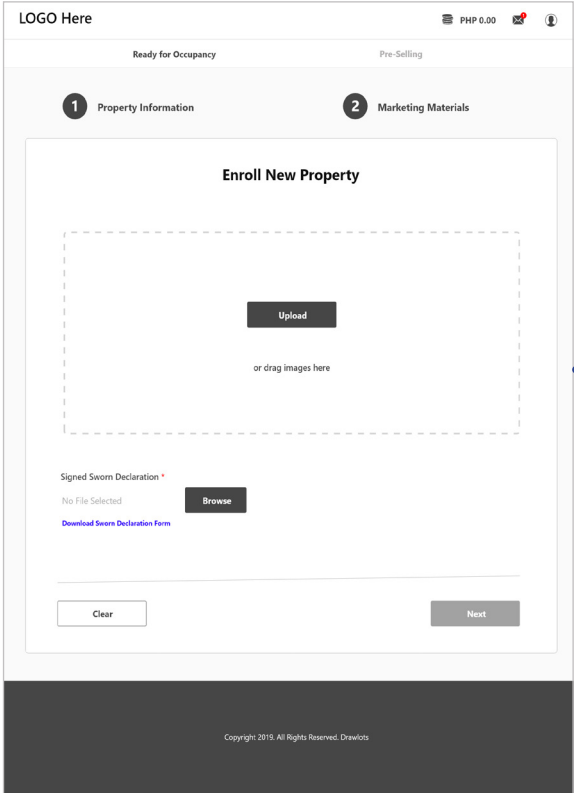 LOGO Here
PHP 0.00
Ready for Occupancy
Pre-Selling
1 Property Information
2 Marketing Materials
Enroll New Property
Upload
or drag images here
Signed Sworn Declaration *
No File Selected
Browse
Download Sworn Declaration Form
Clear
Next
Copyright 2019. All Rights Reserved. Drawlots